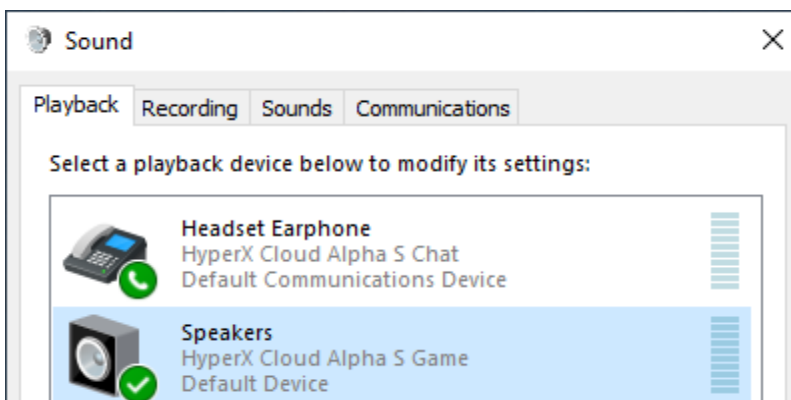 Sound
Playback Recording Sounds Communications
Select a playback device below to modify its settings:
Headset Earphone
HyperX Cloud Alpha S Chat
Default Communications Device
Speakers
HyperX Cloud Alpha S Game
Default Device